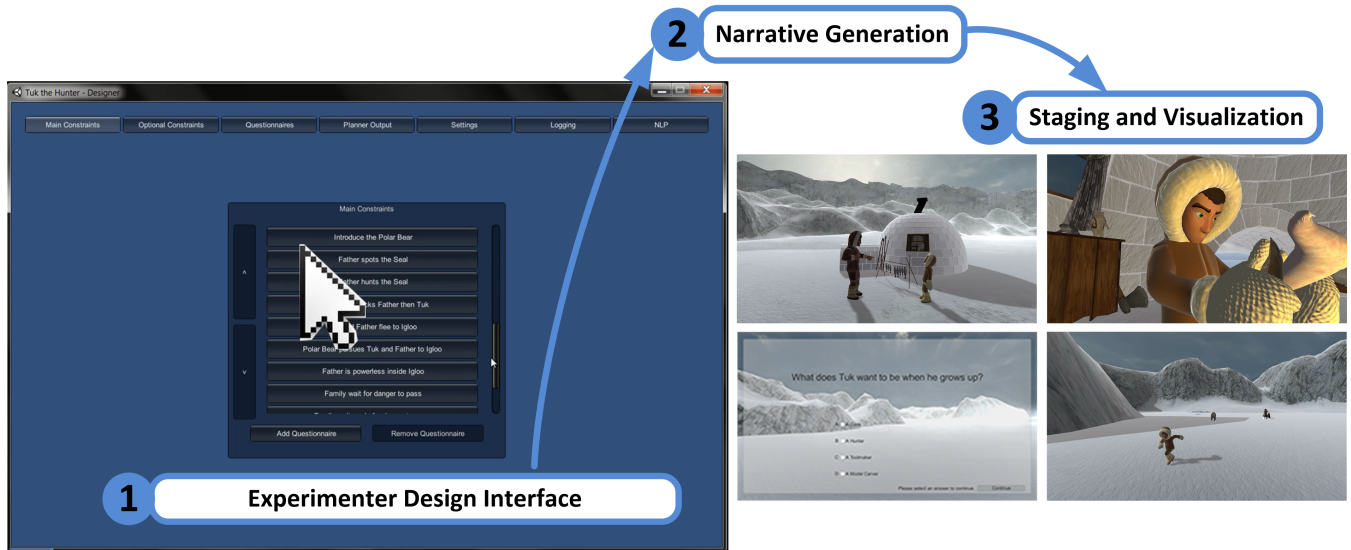 2 Narrative Generation
3 Staging and Visualization
Tuk the Hunter - Designer
Main Constraints Optional Constraints Questionnaires Planner Output Settings Logging NLP
Main Constraints
Introduce the Polar Bear
Father spots the Seal
ther hunts the Seal
cks Father then Tuk
Father flee to Igloo
Polar Bear pursues Tuk and Father to Igloo
Father is powerless inside Igloo
Family wait for danger to pass
Add Questionnaire Remove Questionnaire
1 Experimenter Design Interface
What does Tuk want to be when he grows up?
A
B A Hunter
C A Toolmaker
D A Model Carver
Please select an answer to continue Continue